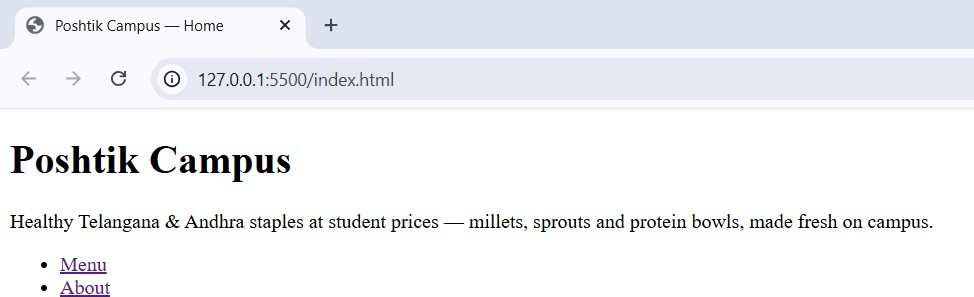 Poshtik Campus — Home
127.0.0.1:5500/index.html
Poshtik Campus
Healthy Telangana & Andhra staples at student prices — millets, sprouts and protein bowls, made fresh on campus.
Menu
About